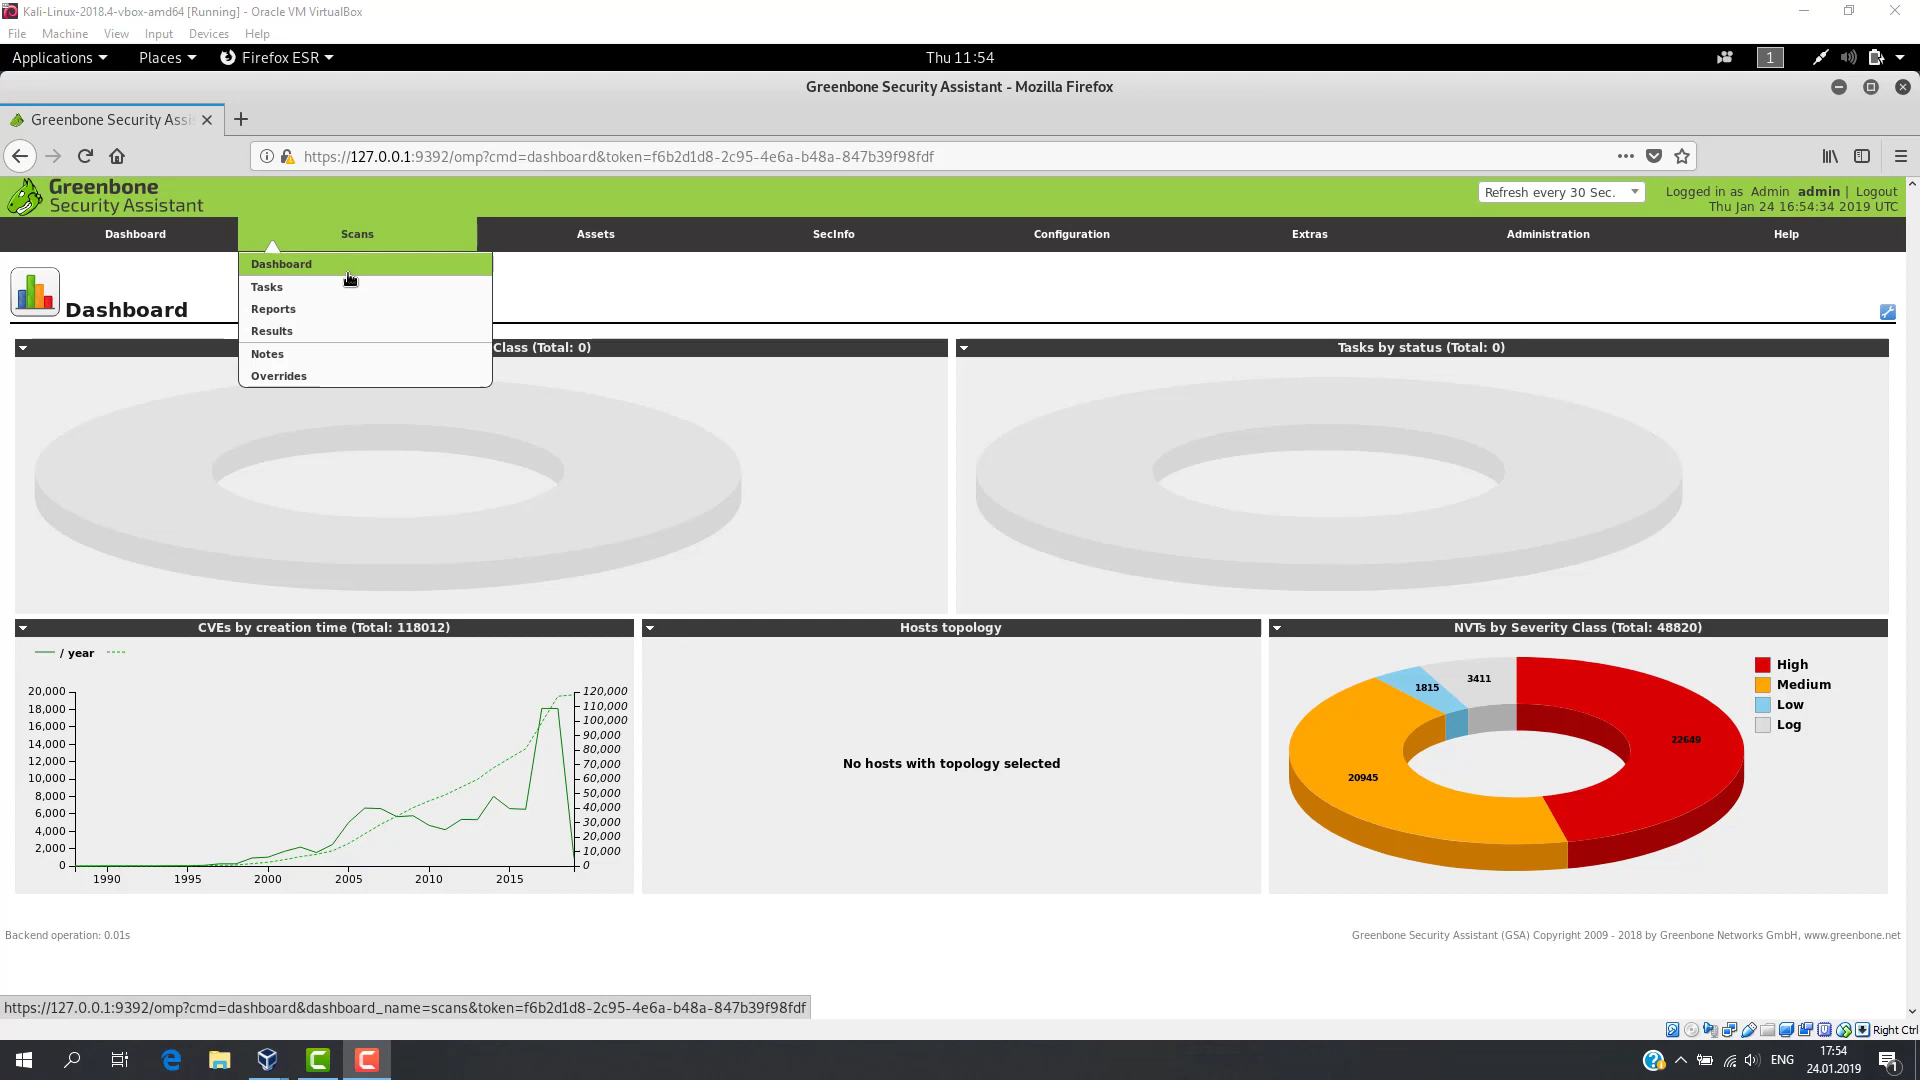 Kali-Linux-2018.4-vbox-amd64 [Running] - Oracle VM VirtualBox
File Machine View Input Devices Help
Applications Places Firefox ESR Thu 11:54 1
Greenbone Security Assistant - Mozilla Firefox
Greenbone Security Assis
https://127.0.0.1:9392/omp?cmd=dashboard&token=f6b2d1d8-2c95-4e6a-b48a-847b39f98fdf
Greenbone
Security Assistant
Refresh every 30 Sec.
Logged in as Admin admin | Logout
Thu Jan 24 16:54:34 2019 UTC
Dashboard Scans Assets SecInfo Configuration Extras Administration Help
Dashboard
Tasks
Reports
Results
Notes
Overrides
Dashboard
Class (Total: 0)
Tasks by status (Total: 0)
CVEs by creation time (Total: 118012)
/ year
20,000
18,000
16,000
14,000
12,000
10,000
8,000
6,000
4,000
2,000
0
120,000
110,000
100,000
90,000
80,000
70,000
60,000
50,000
40,000
30,000
20,000
10,000
0
1990 1995 2000 2005 2010 2015
Hosts topology
No hosts with topology selected
NVTs by Severity Class (Total: 48820)
1815
3411
22649
20945
High
Medium
Low
Log
Backend operation: 0.01s
Greenbone Security Assistant (GSA) Copyright 2009 - 2018 by Greenbone Networks GmbH, www.greenbone.net
https://127.0.0.1:9392/omp?cmd=dashboard&dashboard_name=scans&token=f6b2d1d8-2c95-4e6a-b48a-847b39f98fdf
Right Ctrl
ENG
17:54
24.01.2019
1